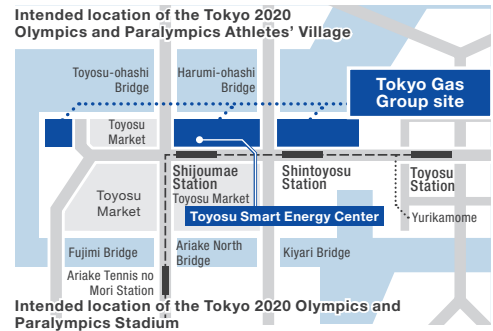 Intended location of the Tokyo 2020
Olympics and Paralympics Athletes' Village
Toyosu-ohashi
Bridge
Harumi-ohashi
Bridge
Tokyo Gas
Group site
Toyosu
Market
Shijoumae
Station
Shintoyosu
Station
Toyosu
Station
Toyosu Market
Toyosu
Market
Toyosu Smart Energy Center
Yurikamome
Fujimi Bridge
Ariake North
Bridge
Kiyari Bridge
Ariake Tennis no
Mori Station
Intended location of the Tokyo 2020 Olympics and
Paralympics Stadium